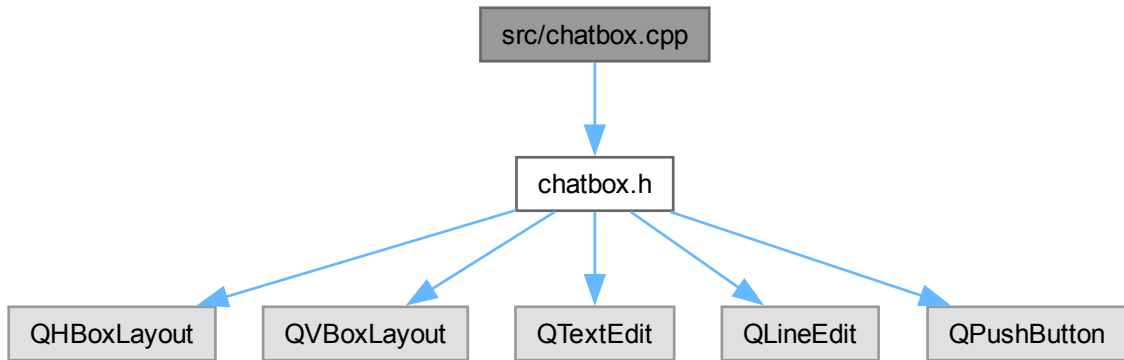 src/chatbox.cpp
chatbox.h
QHBoxLayout
QVBoxLayout
QTextEdit
QLineEdit
QPushButton